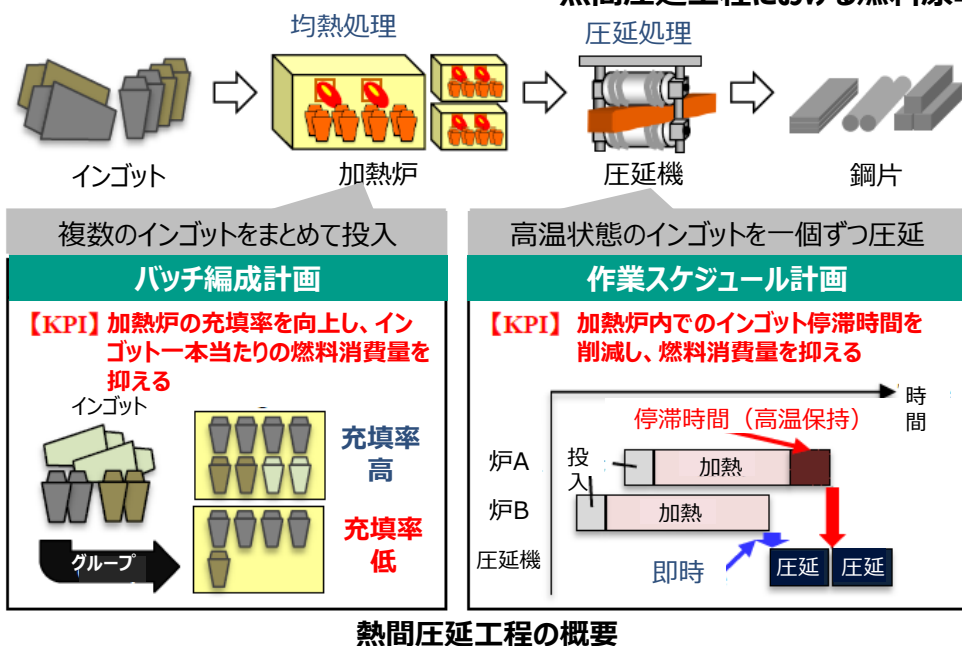 均熱処理
圧延処理
インゴット
加熱炉
圧延機
鋼片
複数のインゴットをまとめて投入
高温状態のインゴットを一個ずつ圧延
バッチ編成計画
作業スケジュール計画
【KPI】加熱炉の充填率を向上し、イン
ゴット一本当たりの燃料消費量を
抑える
インゴット
充填率
高
充填率
低
グループ
【KPI】加熱炉内でのインゴット停滞時間を
削減し、燃料消費量を抑える
時
間
停滞時間（高温保持）
炉A
投
入
加熱
炉B
加熱
圧延機
即時
圧延
圧延
熱間圧延工程の概要